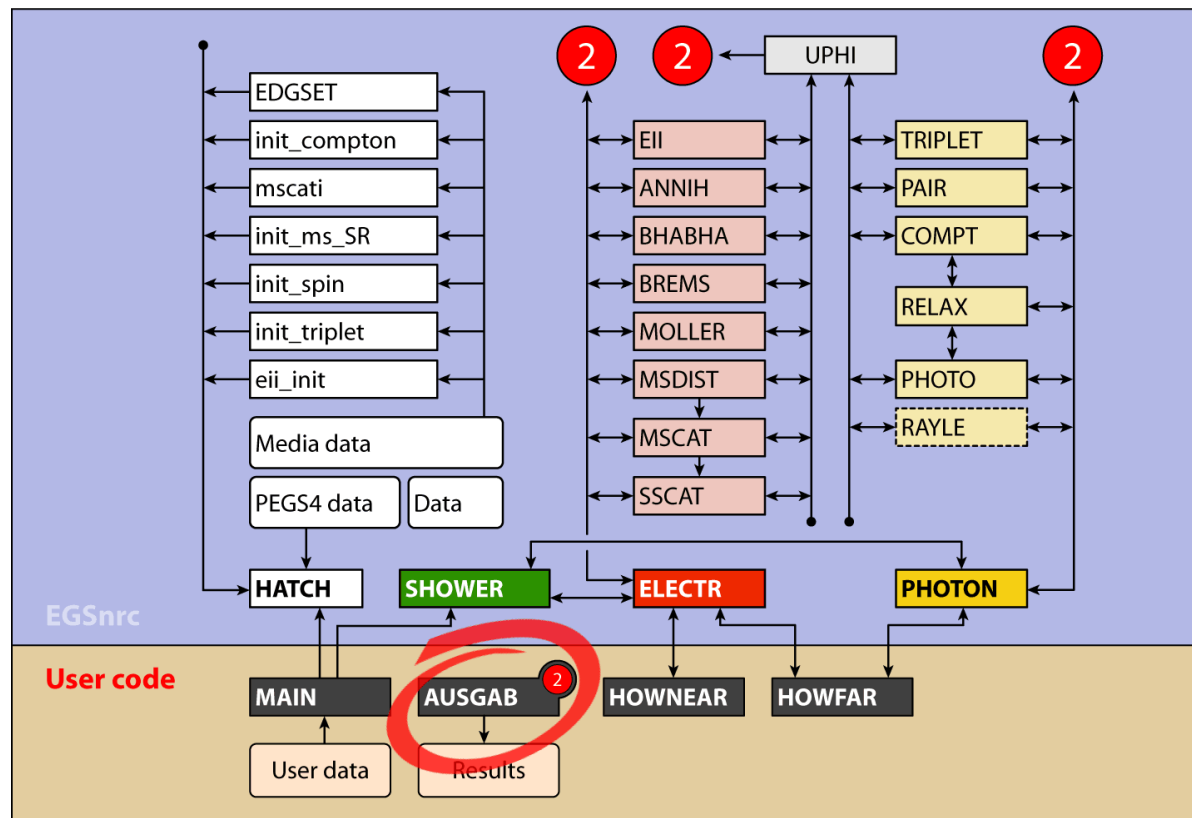 2
2
UPHI
2
EDGSET
init_compton
mscati
init_ms_SR
init_spin
init_triplet
eii_init
Media data
PEGS4 data
Data
EII
ANNIH
BHABHA
BREMS
MOLLER
MSDIST
MSCAT
SSCAT
TRIPLET
PAIR
COMPT
RELAX
PHOTO
RAYLE
HATCH
SHOWER
ELECTR
PHOTON
EGSnrc
User code
MAIN
AUSGAB
2
HOWNEAR
HOWFAR
User data
Results